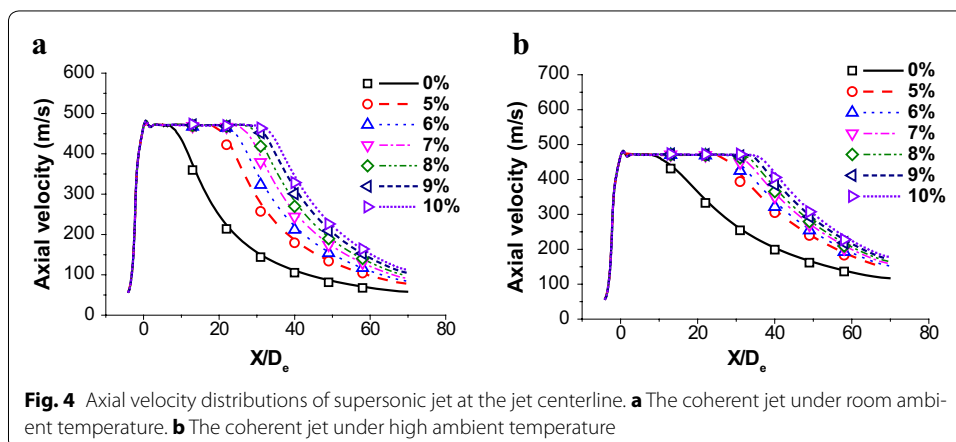 a
600
500
400
300
200
100
0
Axial velocity (m/s)
0 20 40 60 80
X/Dₑ
0%
5%
6%
7%
8%
9%
10%
b
700
600
500
400
300
200
100
0
Axial velocity (m/s)
0 20 40 60 80
X/Dₑ
0%
5%
6%
7%
8%
9%
10%
Fig. 4 Axial velocity distributions of supersonic jet at the jet centerline. a The coherent jet under room ambi-
ent temperature. b The coherent jet under high ambient temperature